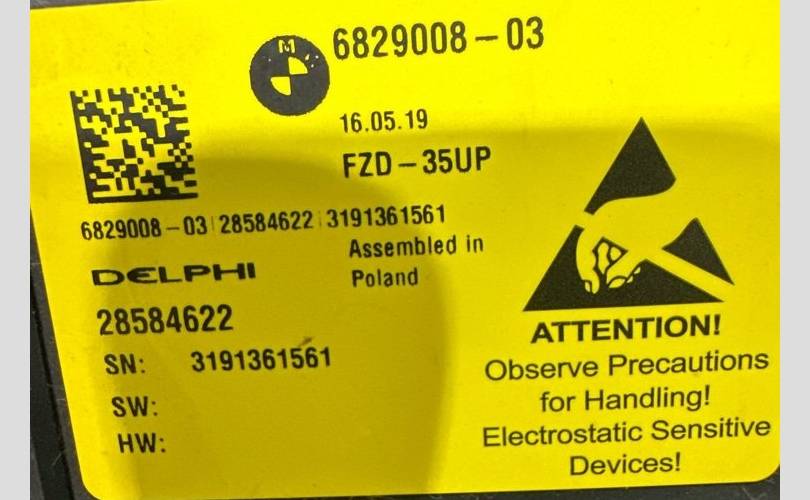 6829008-03
16.05.19
FZD-35UP
6829008-03 | 28584622 | 3191361561
DELPHI
Assembled in
Poland
28584622
SN: 3191361561
SW:
HW:
ATTENTION!
Observe Precautions
for Handling!
Electrostatic Sensitive
Devices!